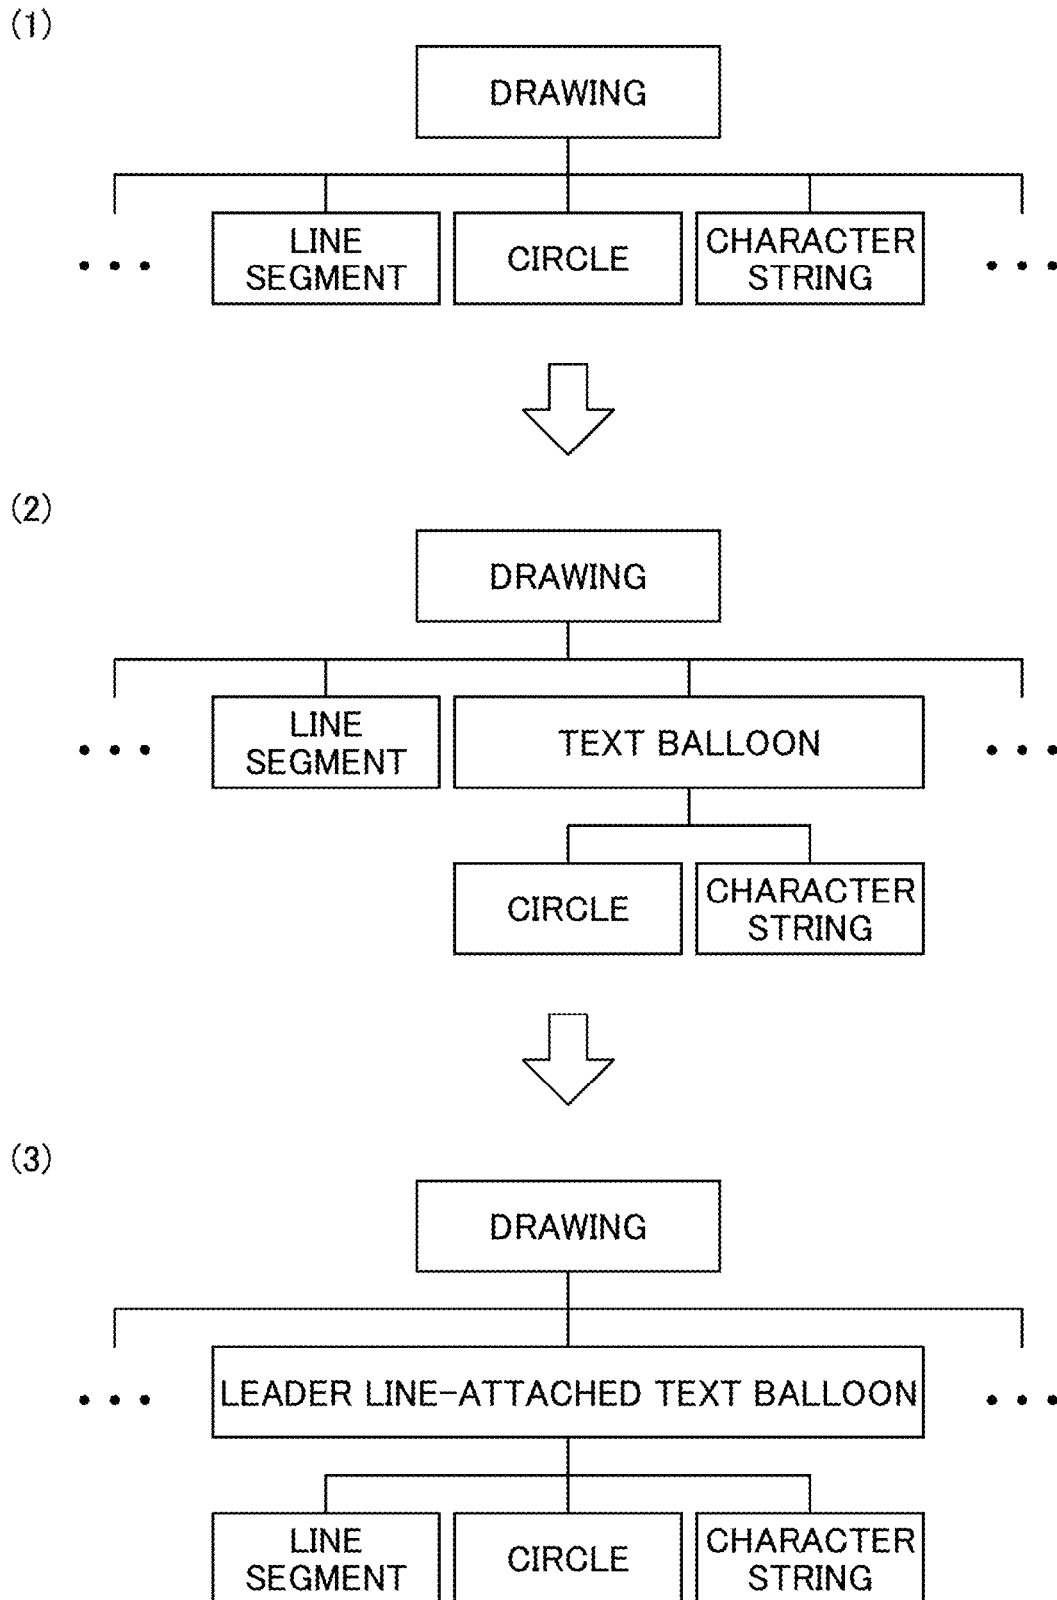 (1)
DRAWING
LINE
SEGMENT
CIRCLE
CHARACTER
STRING
• • •
• • •
(2)
DRAWING
LINE
SEGMENT
TEXT BALLOON
• • •
• • •
CIRCLE
CHARACTER
STRING
(3)
DRAWING
• • •
LEADER LINE-ATTACHED TEXT BALLOON
• • •
LINE
SEGMENT
CIRCLE
CHARACTER
STRING